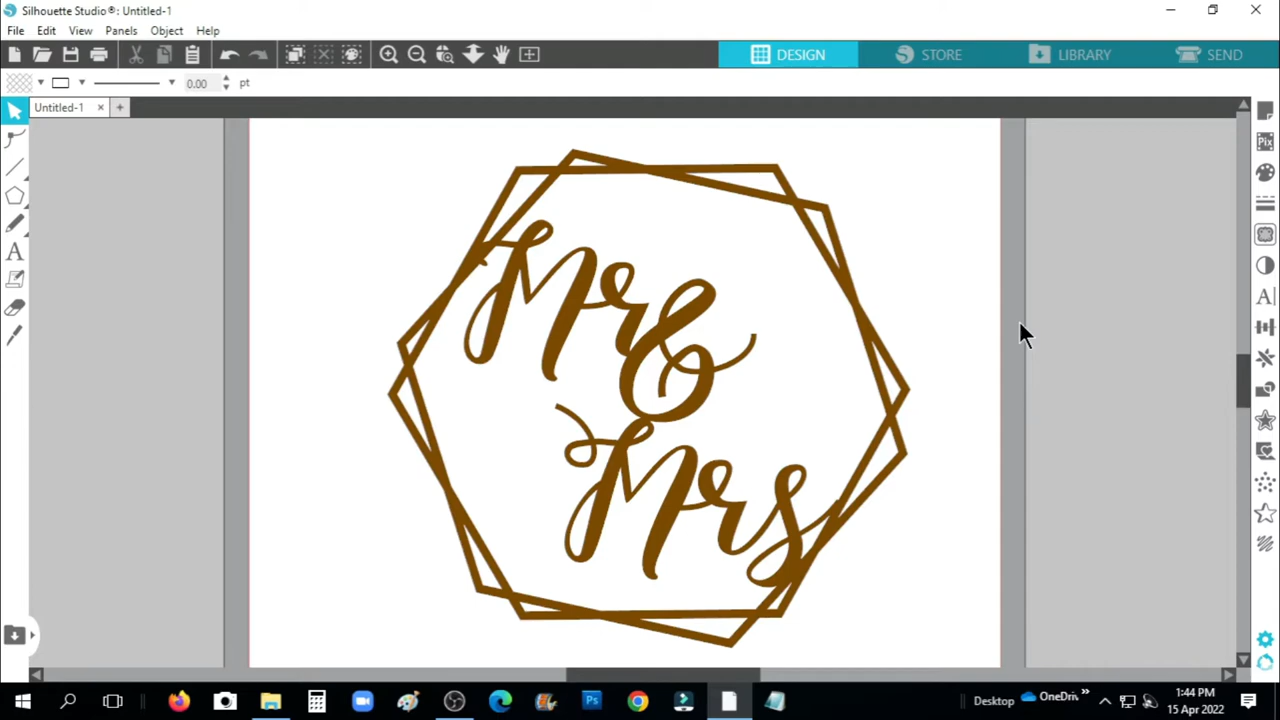 Silhouette Studio®: Untitled-1
File Edit View Panels Object Help
DESIGN STORE LIBRARY SEND
0.00 pt
Untitled-1
Mr &
Mrs
Desktop OneDriv
1:44 PM
15 Apr 2022